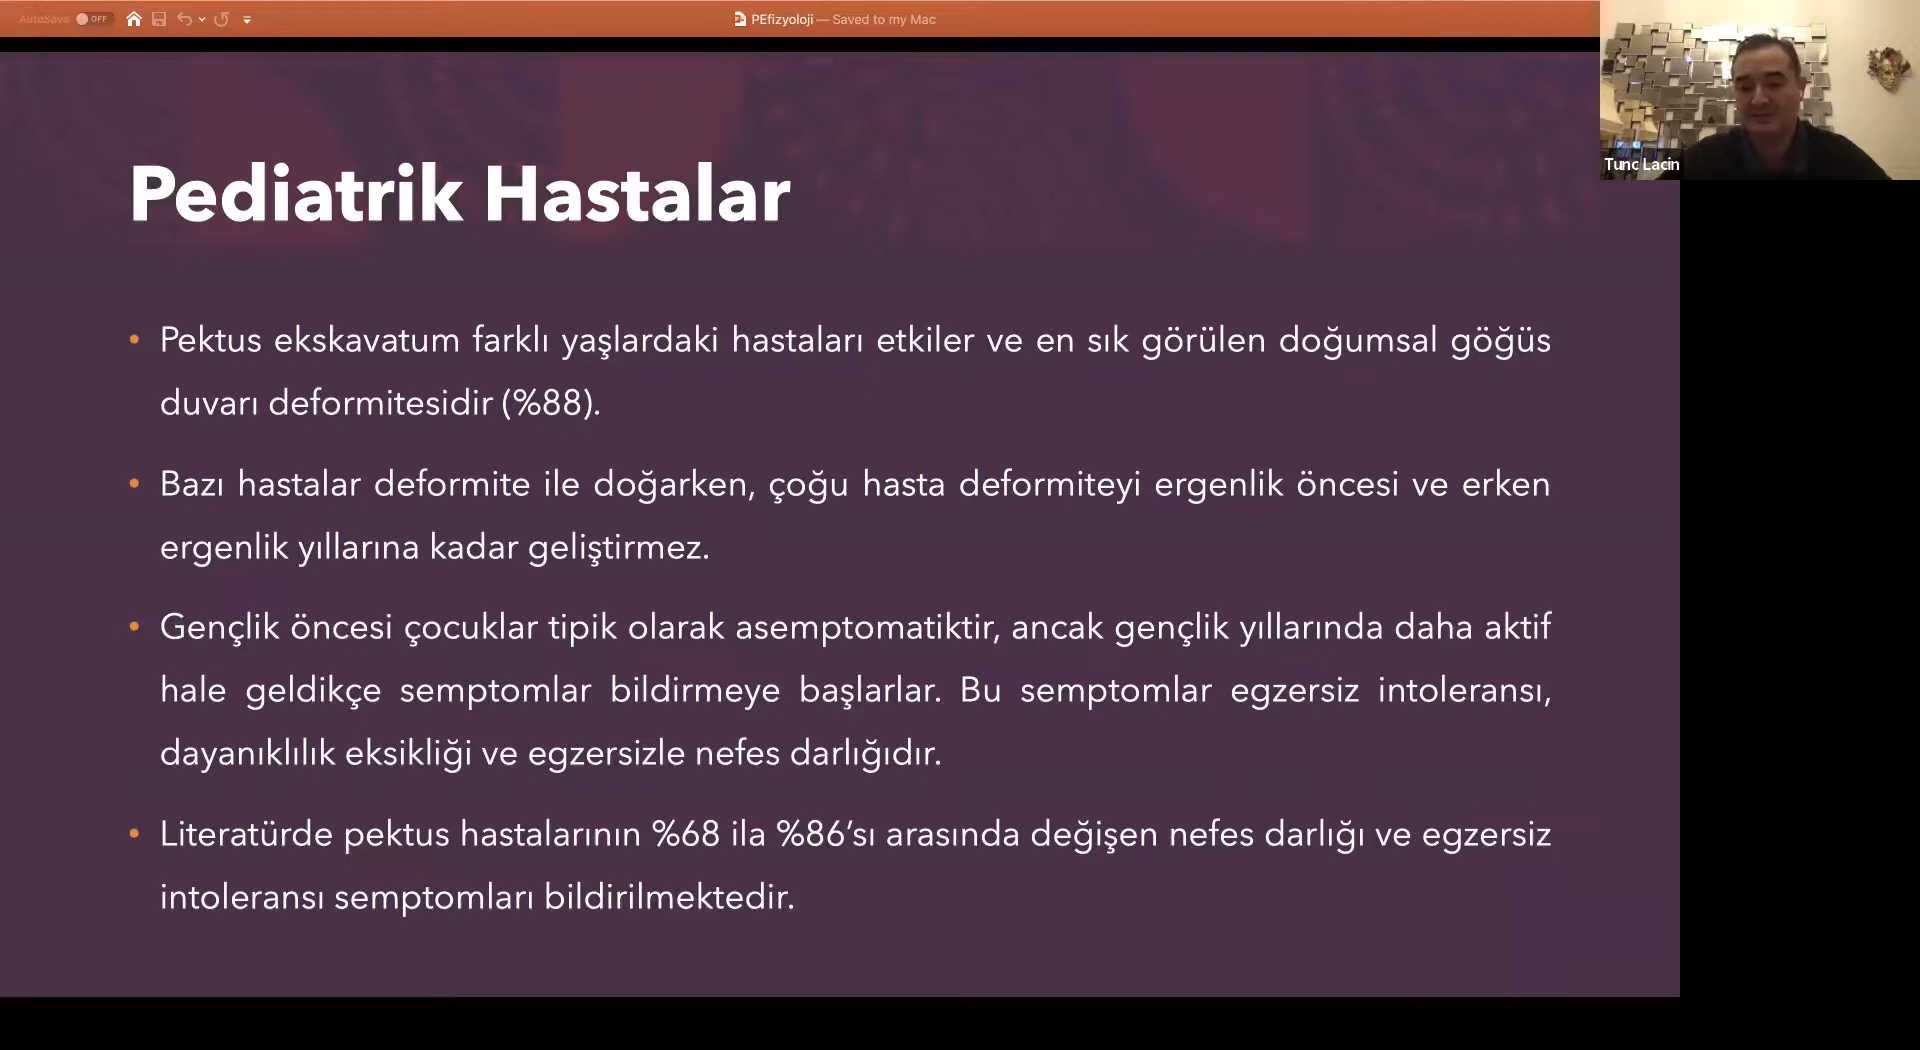 AutoSave OFF
PEfizyoloji — Saved to my Mac
Tunc Lacin
Pediatrik Hastalar
• Pektus ekskavatum farklı yaşlardaki hastaları etkiler ve en sık görülen doğumsal göğüs
duvarı deformitesidir (%88).
• Bazı hastalar deformite ile doğarken, çoğu hasta deformiteyi ergenlik öncesi ve erken
ergenlik yıllarına kadar geliştirmez.
• Gençlik öncesi çocuklar tipik olarak asemptomatiktir, ancak gençlik yıllarında daha aktif
hale geldikçe semptomlar bildirmeye başlarlar. Bu semptomlar egzersiz intoleransı,
dayanıklılık eksikliği ve egzersizle nefes darlığıdır.
• Literatürde pektus hastalarının %68 ila %86’sı arasında değişen nefes darlığı ve egzersiz
intoleransı semptomları bildirilmektedir.